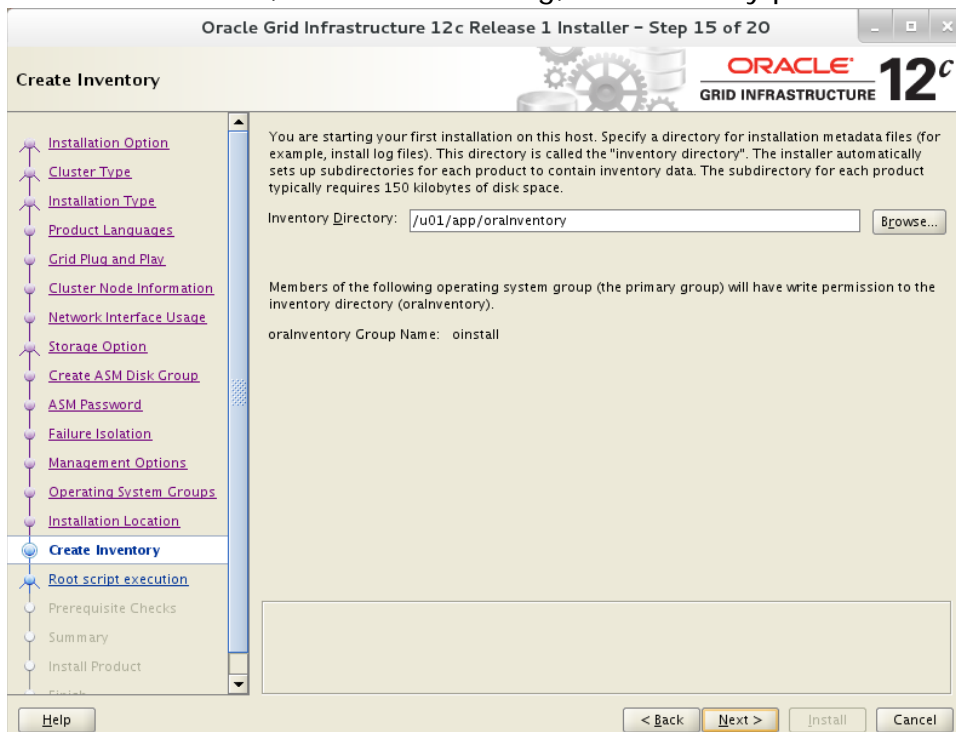 Oracle Grid Infrastructure 12c Release 1 Installer – Step 15 of 20
Create Inventory
ORACLE
GRID INFRASTRUCTURE
12c
Installation Option
Cluster Type
Installation Type
Product Languages
Grid Plug and Play
Cluster Node Information
Network Interface Usage
Storage Option
Create ASM Disk Group
ASM Password
Failure Isolation
Management Options
Operating System Groups
Installation Location
Create Inventory
Root script execution
Prerequisite Checks
Summary
Install Product
You are starting your first installation on this host. Specify a directory for installation metadata files (for
example, install log files). This directory is called the "inventory directory". The installer automatically
sets up subdirectories for each product to contain inventory data. The subdirectory for each product
typically requires 150 kilobytes of disk space.
Inventory Directory: /u01/app/oraInventory Browse...
Members of the following operating system group (the primary group) will have write permission to the
inventory directory (oraInventory).
oraInventory Group Name: oinstall
Help < Back Next > Install Cancel